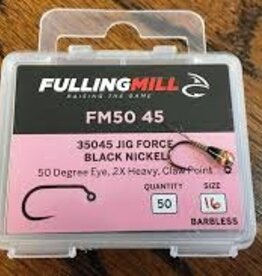 FULLINGMILL
RAISING THE GAME
FM50 45
35045 JIG FORCE
BLACK NICKEL
50 Degree Eye, 2X Heavy, Claw Point
QUANTITY SIZE
50 16
BARBLESS